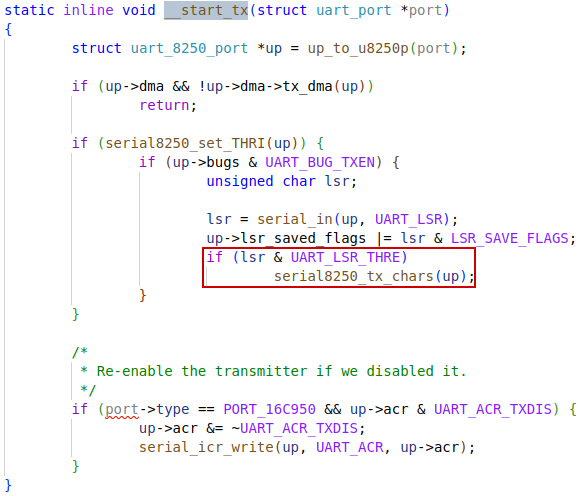 static inline void __start_tx(struct uart_port *port)
{
        struct uart_8250_port *up = up_to_u8250p(port);

        if (up->dma && !up->dma->tx_dma(up))
                return;

        if (serial8250_set_THRI(up)) {
                if (up->bugs & UART_BUG_TXEN) {
                        unsigned char lsr;

                        lsr = serial_in(up, UART_LSR);
                        up->lsr_saved_flags |= lsr & LSR_SAVE_FLAGS;
                        if (lsr & UART_LSR_THRE)
                                serial8250_tx_chars(up);
                }
        }

        /*
         * Re-enable the transmitter if we disabled it.
         */
        if (port->type == PORT_16C950 && up->acr & UART_ACR_TXDIS) {
                up->acr &= ~UART_ACR_TXDIS;
                serial_icr_write(up, UART_ACR, up->acr);
        }
}